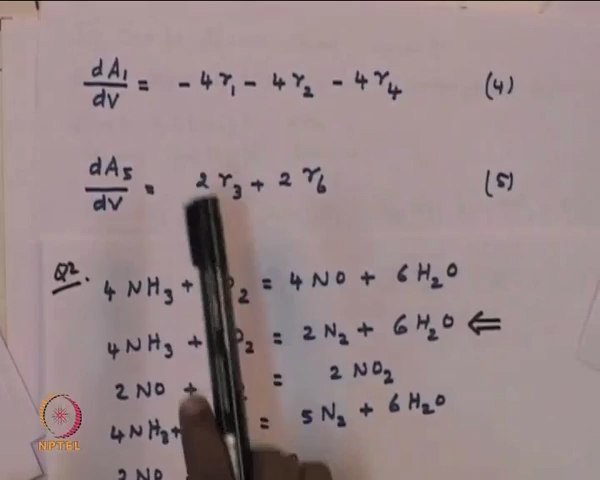 dA₁/dV = - 4r₁ - 4r₂ - 4r₄ (4)
dA₅/dV = 2r₃ + 2r₆ (5)
Q2. 4NH₃ + O₂ = 4NO + 6H₂O
4NH₃ + O₂ = 2N₂ + 6H₂O ⇐
2NO + = 2NO₂
4NH₃ + = 5N₂ + 6H₂O
2NO
NPTEL